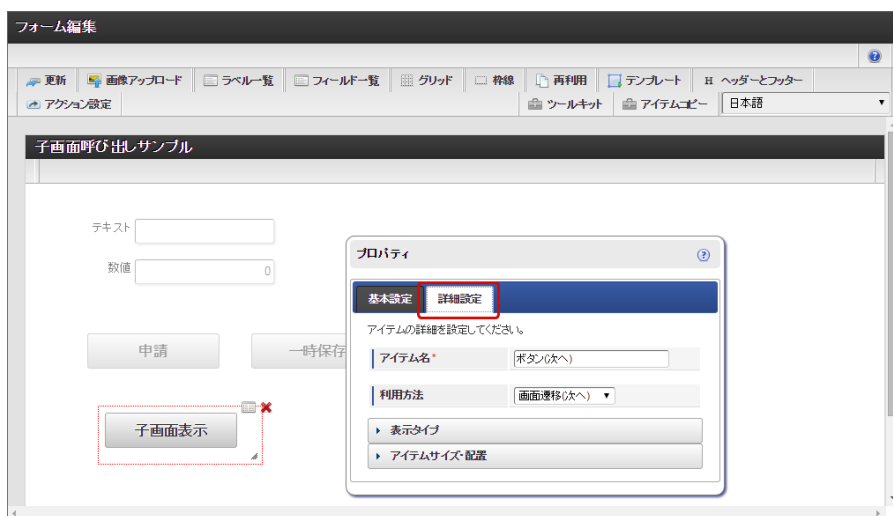 フォーム編集
更新 画像アップロード ラベル一覧 フィールド一覧 グリッド 枠線 再利用 テンプレート H ヘッダーとフッター
アクション設定 ツールキット アイテムコピー 日本語
子画面呼び出しサンプル
テキスト
数値 0
申請 一時保存
子画面表示
プロパティ
基本設定 詳細設定
アイテムの詳細を設定してください。
アイテム名* ボタン(次へ)
利用方法 画面遷移(次へ)
表示タイプ
アイテムサイズ・配置